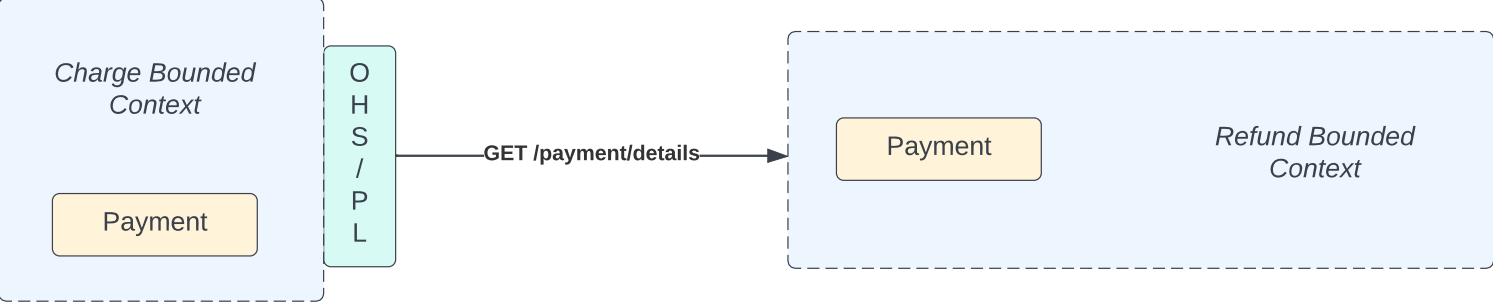 Charge Bounded
Context
Payment
O
H
S
/
P
L
GET /payment/details
Payment
Refund Bounded
Context